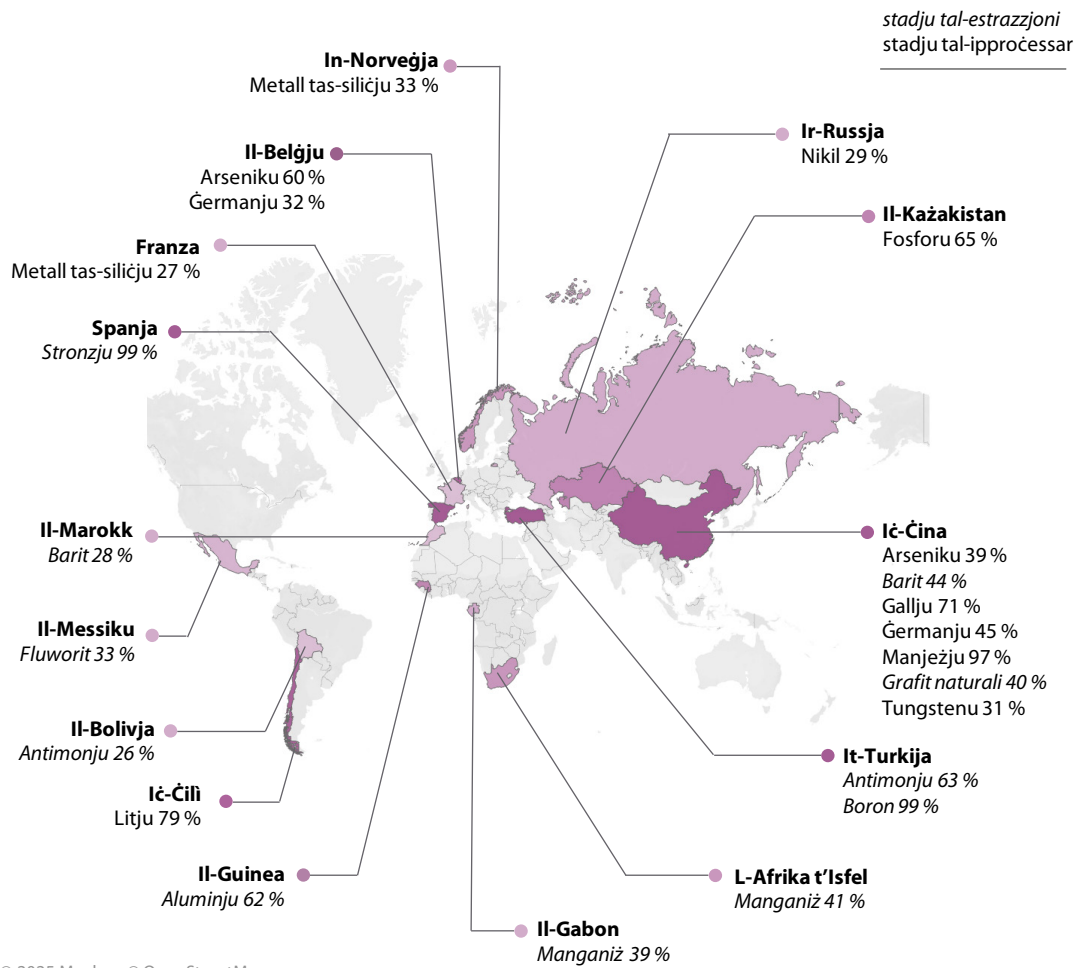 stadju tal-estrazzjoni
stadju tal-ipproċessar
In-Norveġja
Metall tas-siliċju 33 %
Ir-Russja
Nikil 29 %
Il-Belġju
Arseniku 60 %
Ġermanju 32 %
Il-Każakistan
Fosforu 65 %
Franza
Metall tas-siliċju 27 %
Spanja
Stronzju 99 %
Il-Marokk
Barit 28 %
Iċ-Ċina
Arseniku 39 %
Barit 44 %
Gallju 71 %
Ġermanju 45 %
Manjeżju 97 %
Grafit naturali 40 %
Tungstenu 31 %
Il-Messiku
Fluworit 33 %
Il-Bolivja
Antimonju 26 %
It-Turkija
Antimonju 63 %
Boron 99 %
Iċ-Ċilì
Litju 79 %
Il-Guinea
Aluminju 62 %
L-Afrika t’Isfel
Manganiż 41 %
Il-Gabon
Manganiż 39 %